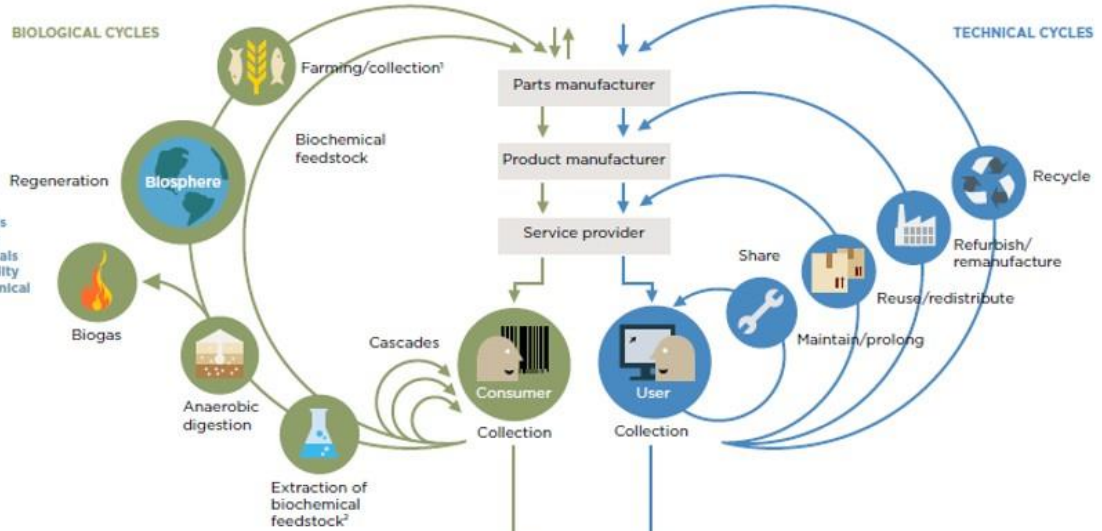 BIOLOGICAL CYCLES
TECHNICAL CYCLES
Farming/collection¹
Parts manufacturer
Biochemical
feedstock
Product manufacturer
Regeneration
Biosphere
Recycle
Service provider
Refurbish/
remanufacture
Share
Reuse/redistribute
Biogas
Maintain/prolong
Cascades
Anaerobic
digestion
Consumer
User
Collection
Collection
Extraction of
biochemical
feedstock²